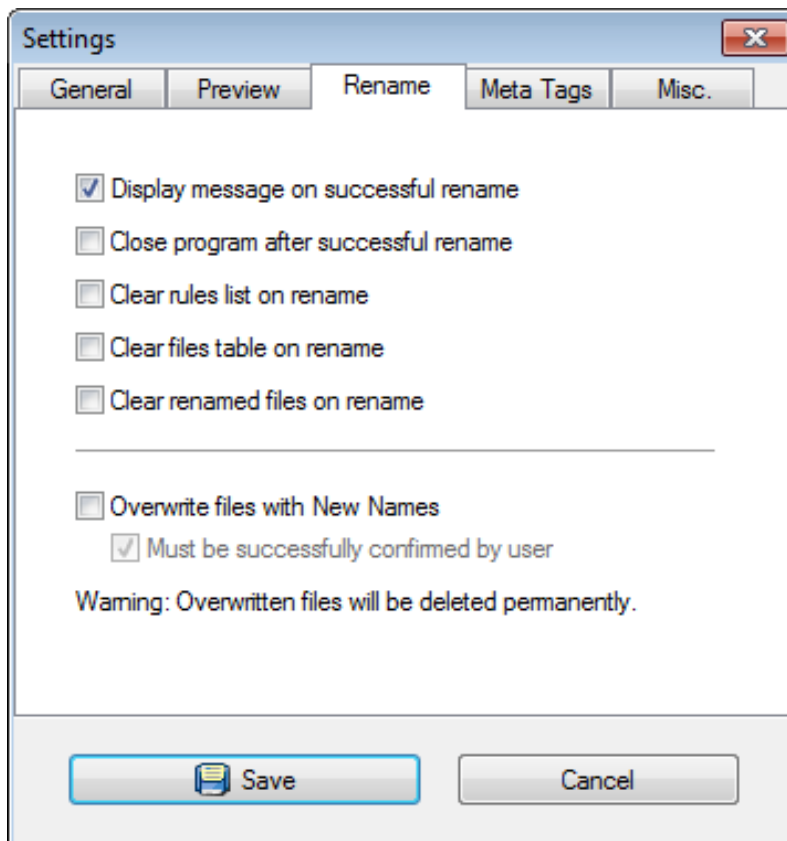 Settings
General
Preview
Rename
Meta Tags
Misc.
Display message on successful rename
Close program after successful rename
Clear rules list on rename
Clear files table on rename
Clear renamed files on rename
Overwrite files with New Names
Must be successfully confirmed by user
Warning: Overwritten files will be deleted permanently.
Save
Cancel